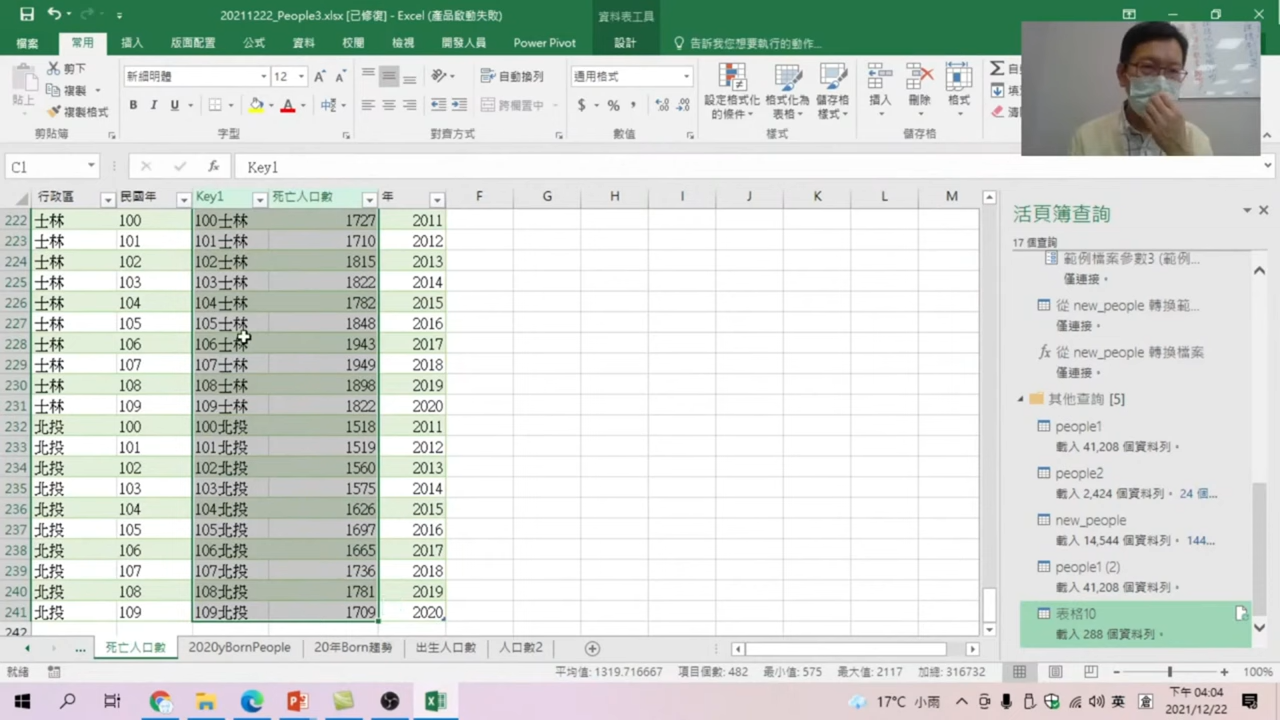 20211222_People3.xlsx [已修復] - Excel (產品啟動失敗)
資料表工具
檔案 常用 插入 版面配置 公式 資料 校閱 檢視 開發人員 Power Pivot 設計 告訴我您想要執行的動作...
貼上 剪下 複製 複製格式
新細明體 12 自動換列 跨欄置中 通用格式
設定格式化的條件 格式化為表格 儲存格樣式 插入 刪除 格式
剪貼簿 字型 對齊方式 數值 樣式 儲存格
C1 Key1
行政區 民國年 Key1 死亡人口數 年 F G H I J K L M
222 士林 100 100士林 1727 2011
223 士林 101 101士林 1710 2012
224 士林 102 102士林 1815 2013
225 士林 103 103士林 1822 2014
226 士林 104 104士林 1782 2015
227 士林 105 105士林 1848 2016
228 士林 106 106士林 1943 2017
229 士林 107 107士林 1949 2018
230 士林 108 108士林 1898 2019
231 士林 109 109士林 1822 2020
232 北投 100 100北投 1518 2011
233 北投 101 101北投 1519 2012
234 北投 102 102北投 1560 2013
235 北投 103 103北投 1575 2014
236 北投 104 104北投 1626 2015
237 北投 105 105北投 1697 2016
238 北投 106 106北投 1665 2017
239 北投 107 107北投 1736 2018
240 北投 108 108北投 1781 2019
241 北投 109 109北投 1709 2020
242
活頁簿查詢
17 個查詢
範例檔案參數3 (範例...
僅連接。
從 new_people 轉換範...
僅連接。
fx 從 new_people 轉換檔案
僅連接。
其他查詢 [5]
people1
載入 41,208 個資料列。
people2
載入 2,424 個資料列。 24 個...
new_people
載入 14,544 個資料列。 144...
people1 (2)
載入 41,208 個資料列。
表格10
載入 288 個資料列。
... 死亡人口數 2020yBornPeople 20年Born趨勢 出生人口數 人口數2
就緒 平均值: 1319.716667 項目個數: 482 最小值: 575 最大值: 2117 加總: 316732 100%
17°C 小雨 英 下午 04:04
2021/12/22